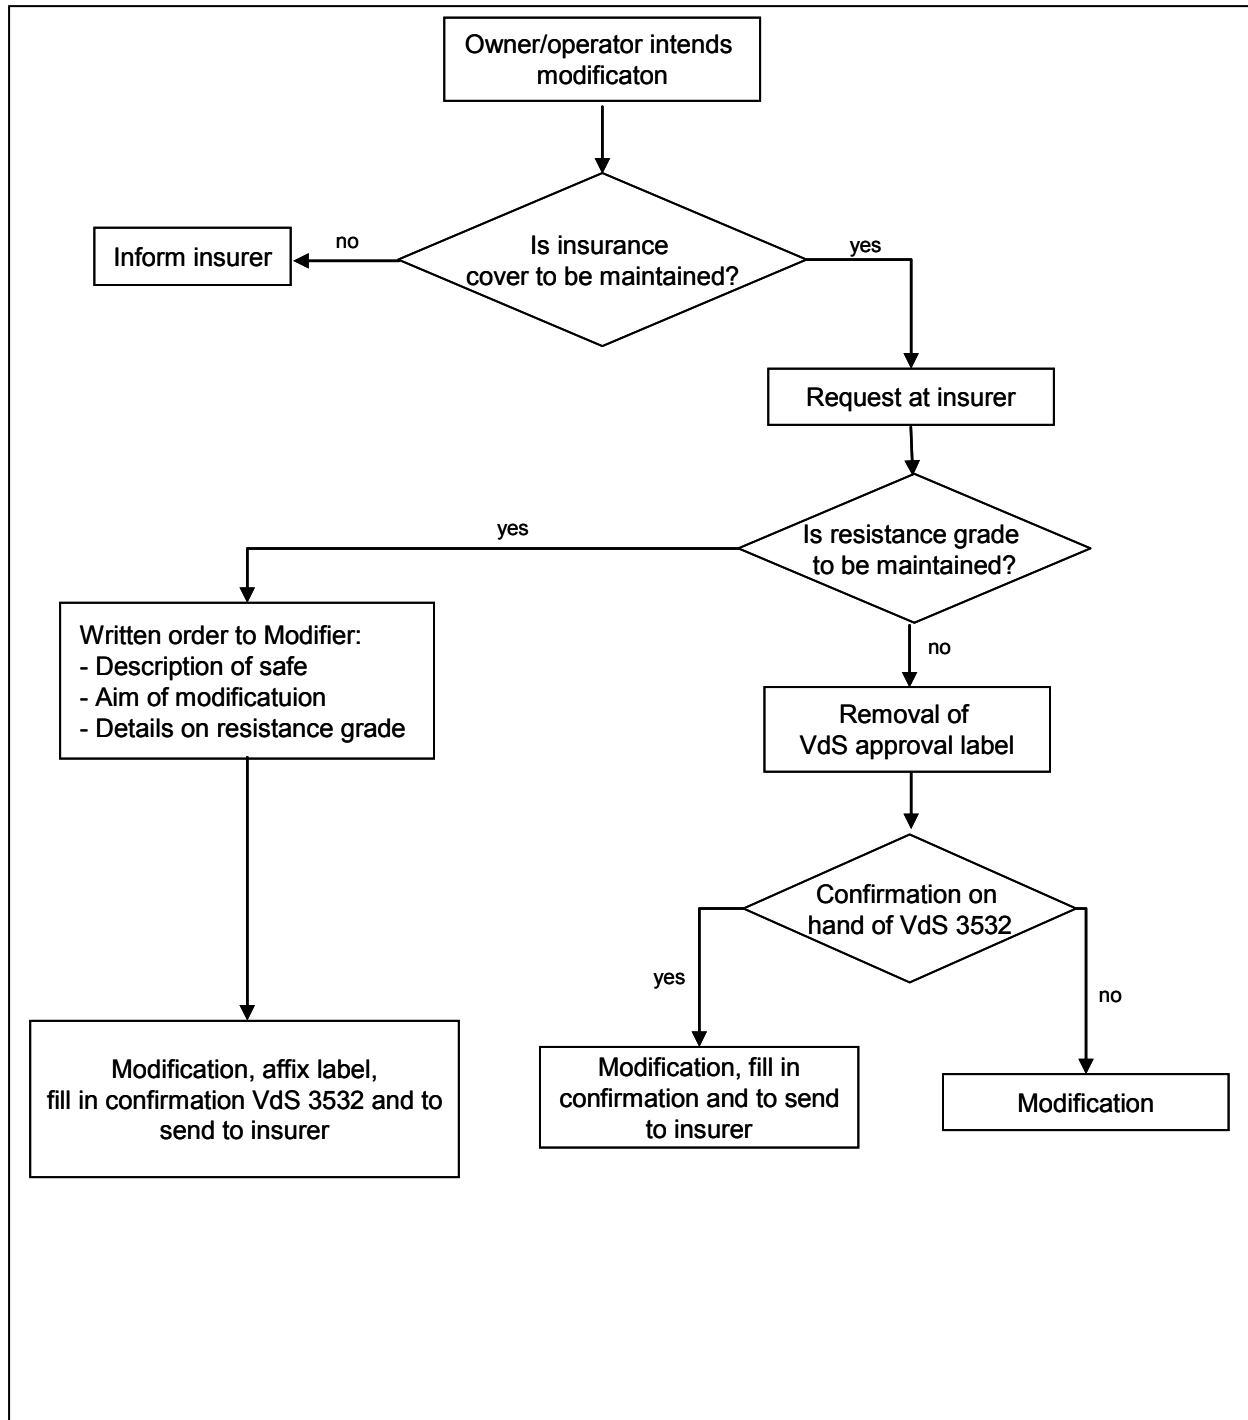 Owner/operator intends
modificaton
Is insurance
cover to be maintained?
no
yes
Inform insurer
Request at insurer
Is resistance grade
to be maintained?
yes
no
Written order to Modifier:
- Description of safe
- Aim of modificatuion
- Details on resistance grade
Removal of
VdS approval label
Confirmation on
hand of VdS 3532
yes
no
Modification, affix label,
fill in confirmation VdS 3532 and to
send to insurer
Modification, fill in
confirmation and to send
to insurer
Modification